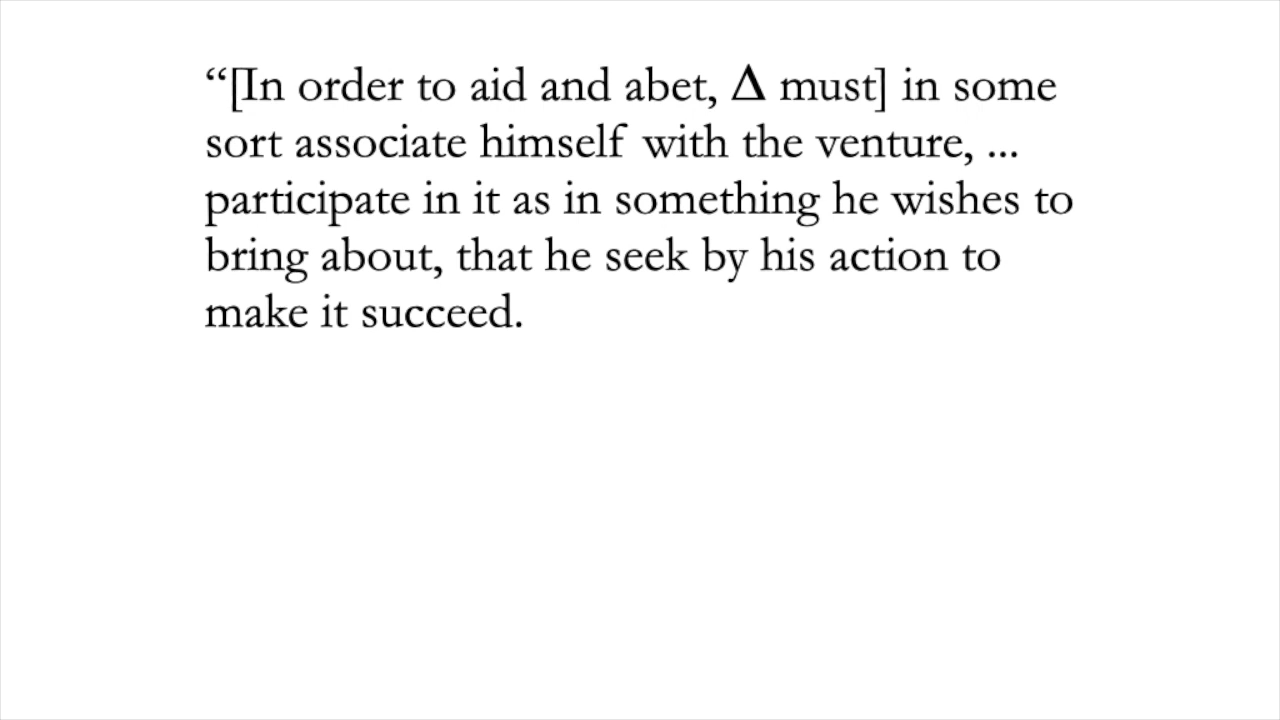 “[In order to aid and abet, Δ must] in some
sort associate himself with the venture, ...
participate in it as in something he wishes to
bring about, that he seek by his action to
make it succeed.